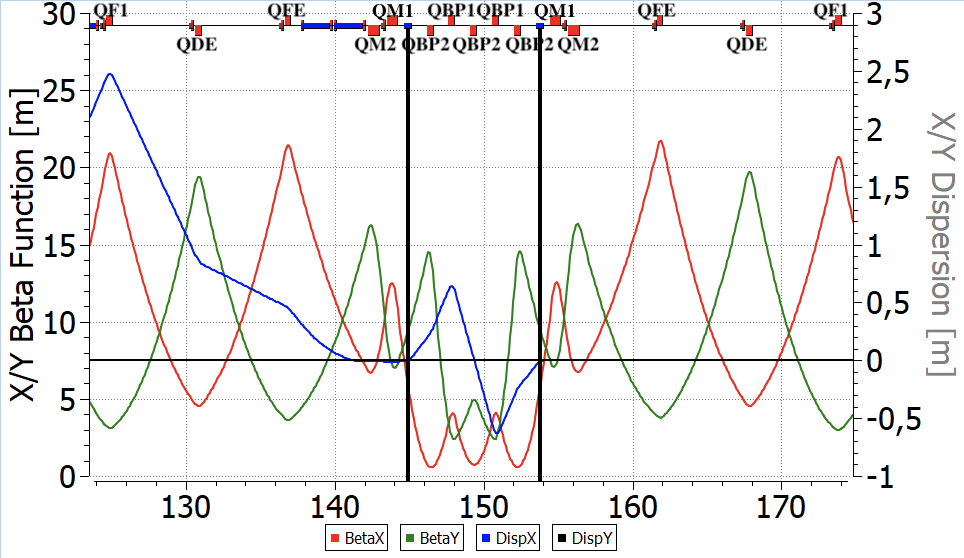 QF1 QFE QM1 QBP1 QBP1 QM1 QFE QF1
QDE QM2 QBP2 QBP2 QBP2 QM2 QDE
30
25
20
15
10
5
0
X/Y Beta Function [m]
3
2,5
2
1,5
1
0,5
0
-0,5
-1
X/Y Dispersion [m]
130 140 150 160 170
BetaX BetaY DispX DispY